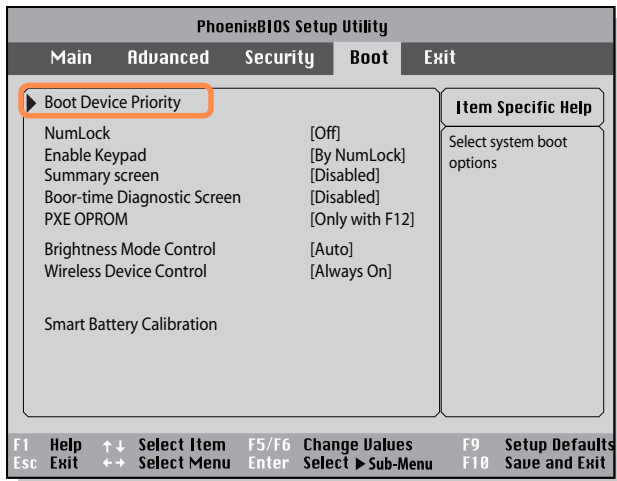 PhoenixBIOS Setup Utility
Main Advanced Security Boot Exit
Boot Device Priority
NumLock [Off]
Enable Keypad [By NumLock]
Summary screen [Disabled]
Boor-time Diagnostic Screen [Disabled]
PXE OPROM [Only with F12]
Brightness Mode Control [Auto]
Wireless Device Control [Always On]
Smart Battery Calibration
Item Specific Help
Select system boot
options
F1 Help ↑↓ Select Item F5/F6 Change Values F9 Setup Defaults
Esc Exit ←→ Select Menu Enter Select ▶ Sub-Menu F10 Save and Exit